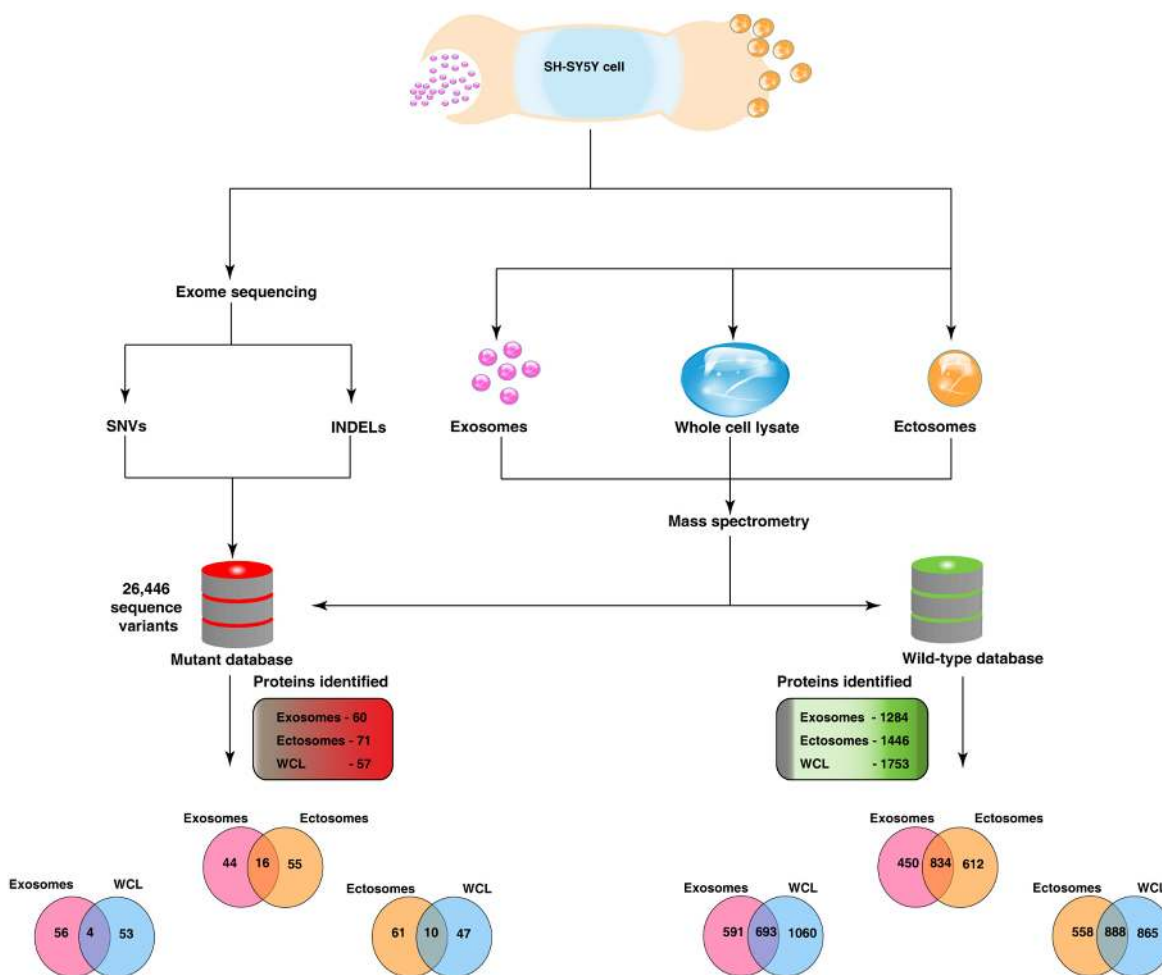 SH-SY5Y cell
Exome sequencing
SNVs
INDELs
Exosomes
Whole cell lysate
Ectosomes
Mass spectrometry
26,446
sequence
variants
Mutant database
Wild-type database
Proteins identified
Exosomes - 60
Ectosomes - 71
WCL - 57
Proteins identified
Exosomes - 1284
Ectosomes - 1446
WCL - 1753
Exosomes Ectosomes
44 16 55
Exosomes WCL
56 4 53
Ectosomes WCL
61 10 47
Exosomes Ectosomes
450 834 612
Exosomes WCL
591 693 1060
Ectosomes WCL
558 888 865